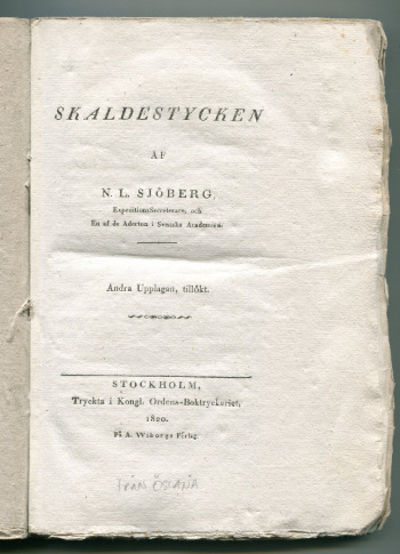 SKALDESTYCKEN
AF
N. L. SJÖBERG,
ExpeditionsSecreterare, och
En af de Aderton i Svenska Academien.
Andra Upplagan, tillökt.
STOCKHOLM,
Tryckta i Kongl. Ordens-Boktryckeriet,
1820.
På A. Wiborgs Förlag.
från